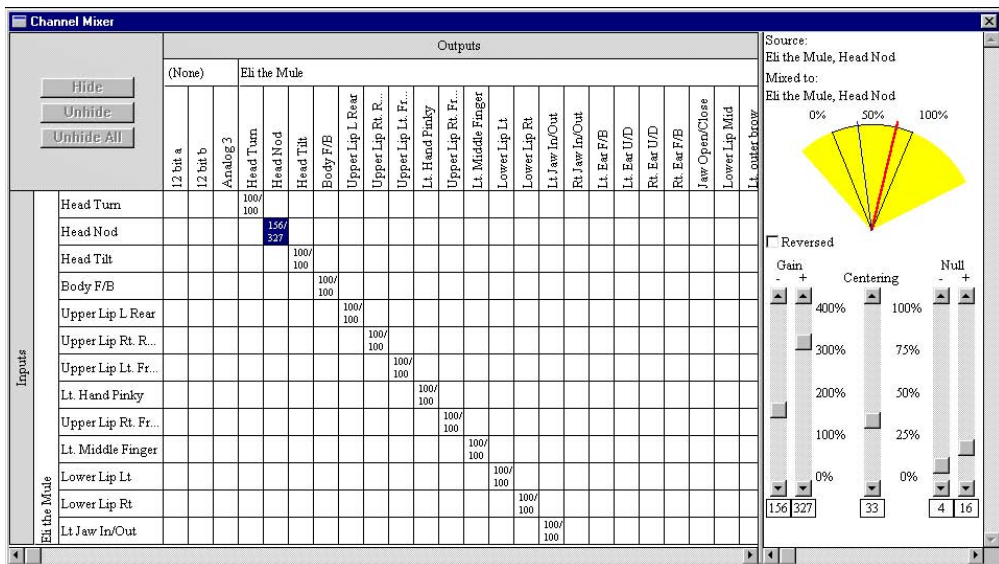 Channel Mixer
Hide
Unhide
Unhide All
Outputs
(None)
Eli the Mule
12 bit a
12 bit b
Analog 3
Head Turn
Head Nod
Head Tilt
Body F/B
Upper Lip L Rear
Upper Lip Rt. R...
Upper Lip Lt. Fr...
Lt. Hand Pinky
Upper Lip Rt. Fr...
Lt. Middle Finger
Lower Lip Lt
Lower Lip Rt
Lt Jaw In/Out
Rt Jaw In/Out
Lt. Ear F/B
Lt. Ear U/D
Rt. Ear U/D
Rt. Ear F/B
Jaw Open/Close
Lower Lip Mid
Lt. outer brow
Inputs
Eli the Mule
Head Turn
100/
100
Head Nod
156/
327
Head Tilt
100/
100
Body F/B
100/
100
Upper Lip L Rear
100/
100
Upper Lip Rt. R...
100/
100
Upper Lip Lt. Fr...
100/
100
Lt. Hand Pinky
100/
100
Upper Lip Rt. Fr...
100/
100
Lt. Middle Finger
100/
100
Lower Lip Lt
100/
100
Lower Lip Rt
100/
100
Lt Jaw In/Out
100/
100
Source:
Eli the Mule, Head Nod
Mixed to:
Eli the Mule, Head Nod
0% 50% 100%
Reversed
Gain
- +
Centering
Null
- +
400% 100%
300% 75%
200% 50%
100% 25%
0% 0%
156 327 33 4 16